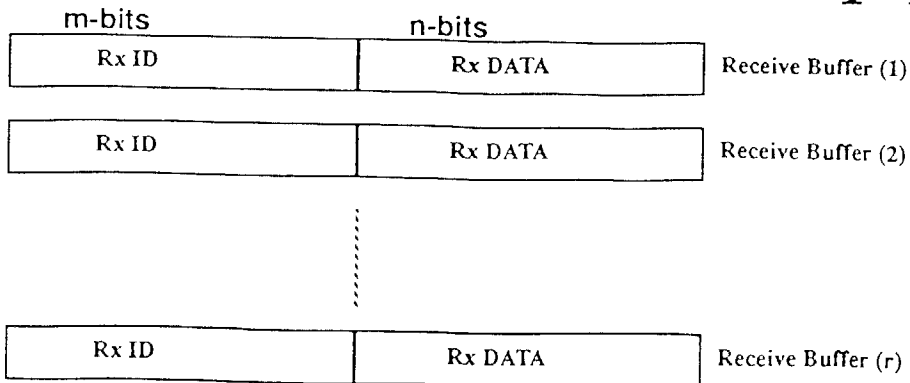 m-bits n-bits
Rx ID Rx DATA Receive Buffer (1)
Rx ID Rx DATA Receive Buffer (2)
Rx ID Rx DATA Receive Buffer (r)